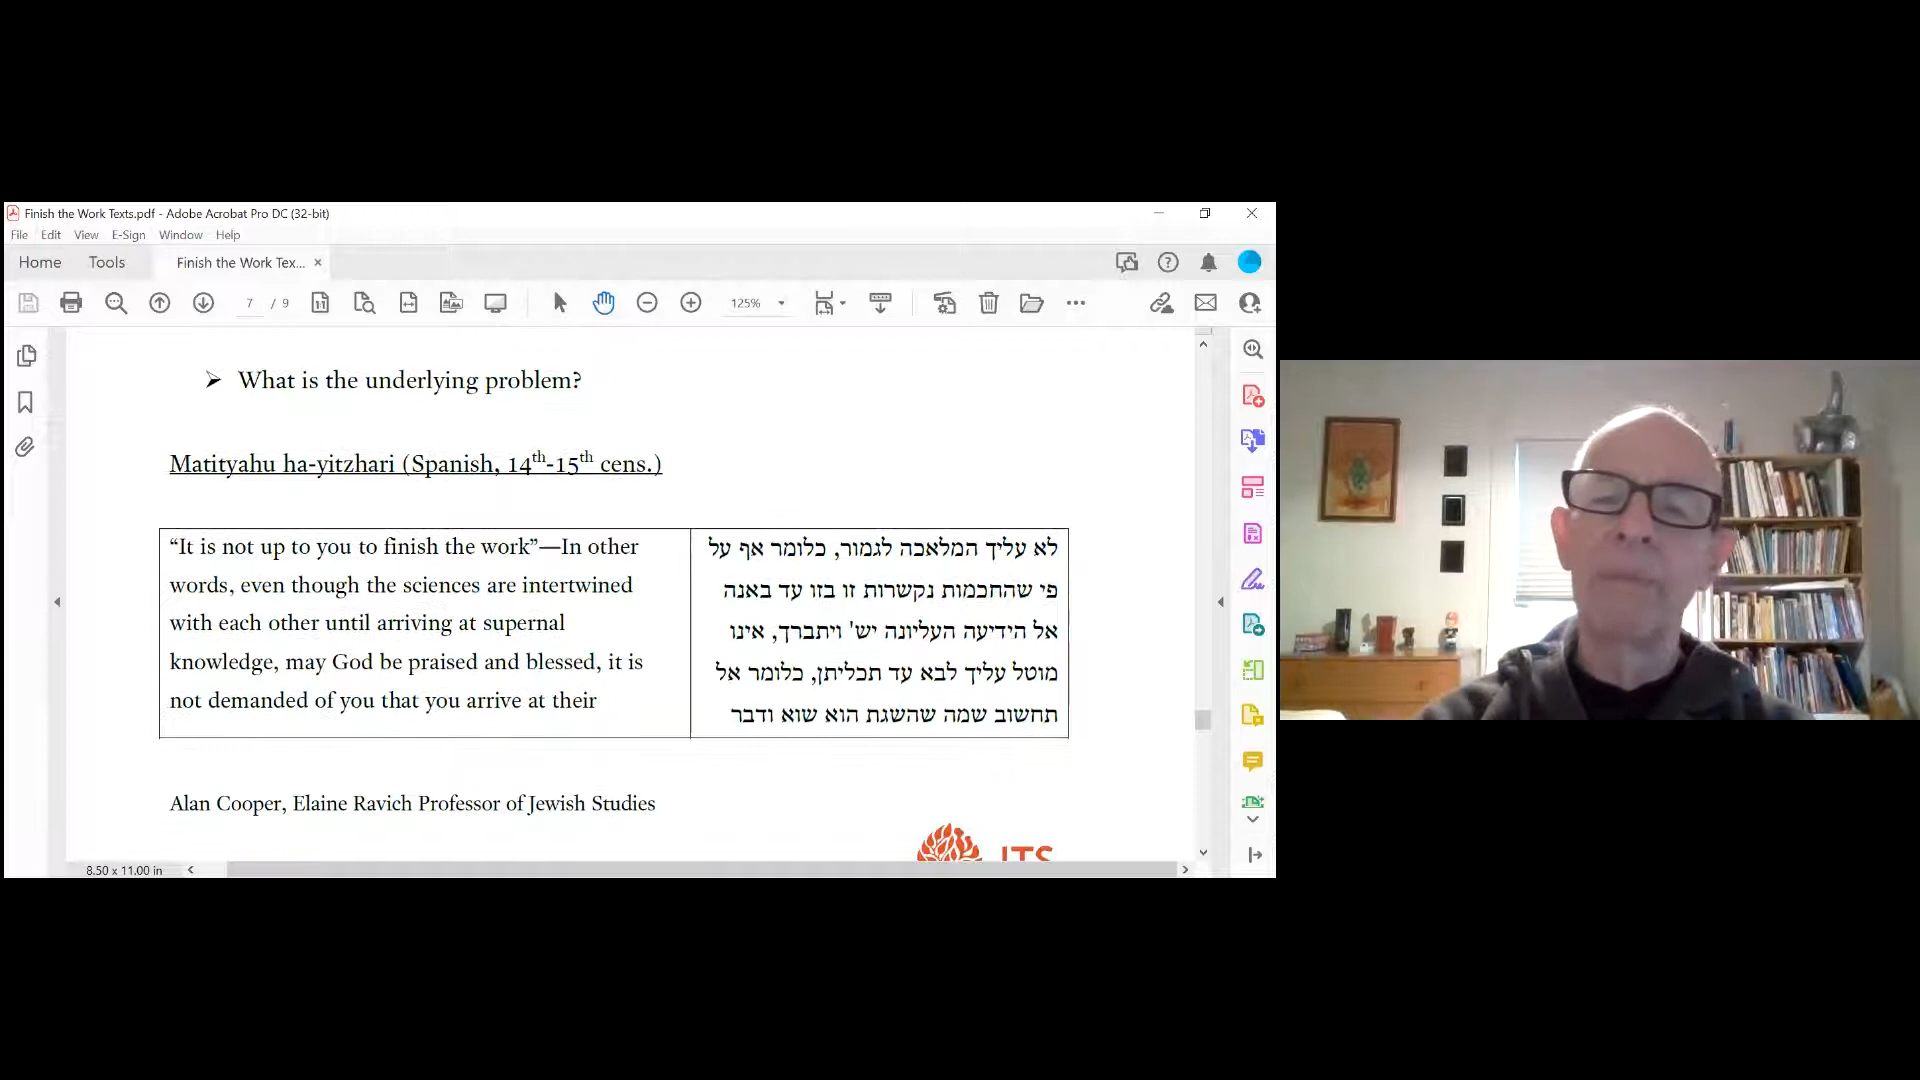 Finish the Work Texts.pdf - Adobe Acrobat Pro DC (32-bit)
File Edit View E-Sign Window Help
Home Tools Finish the Work Tex... ×
7 / 9 125%
➢ What is the underlying problem?
Matityahu ha-yitzhari (Spanish, 14th-15th cens.)
“It is not up to you to finish the work”—In other
words, even though the sciences are intertwined
with each other until arriving at supernal
knowledge, may God be praised and blessed, it is
not demanded of you that you arrive at their
לא עליך המלאכה לגמור, כלומר אף על
פי שהחכמות נקשרות זו בזו עד באנה
אל הידיעה העליונה יש' ויתברך, אינו
מוטל עליך לבא עד תכליתן, כלומר אל
תחשוב שמה שהשגת הוא שוא ודבר
Alan Cooper, Elaine Ravich Professor of Jewish Studies
JTS
8.50 x 11.00 in